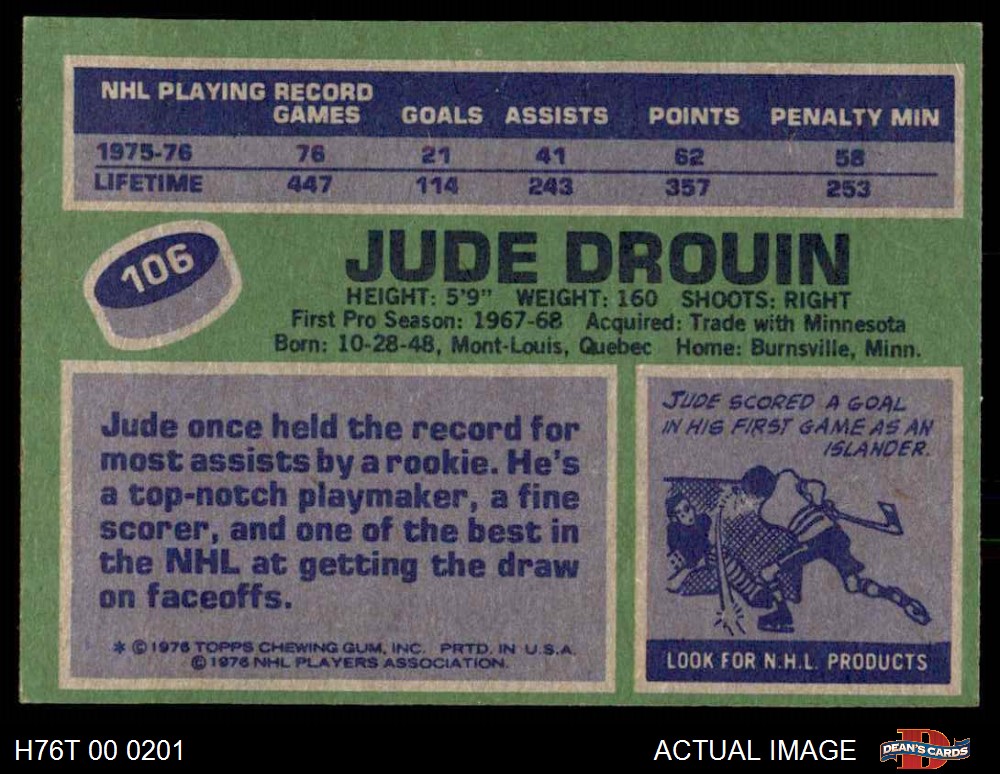 NHL PLAYING RECORD
GAMES GOALS ASSISTS POINTS PENALTY MIN
1975-76 76 21 41 62 58
LIFETIME 447 114 243 357 253
106
JUDE DROUIN
HEIGHT: 5'9" WEIGHT: 160 SHOOTS: RIGHT
First Pro Season: 1967-68 Acquired: Trade with Minnesota
Born: 10-28-48, Mont-Louis, Quebec Home: Burnsville, Minn.
Jude once held the record for
most assists by a rookie. He's
a top-notch playmaker, a fine
scorer, and one of the best in
the NHL at getting the draw
on faceoffs.
* © 1976 TOPPS CHEWING GUM, INC. PRTD. IN U.S.A.
© 1976 NHL PLAYERS ASSOCIATION.
JUDE SCORED A GOAL
IN HIS FIRST GAME AS AN
ISLANDER.
LOOK FOR N.H.L. PRODUCTS
H76T 00 0201
ACTUAL IMAGE
DEAN'S CARDS